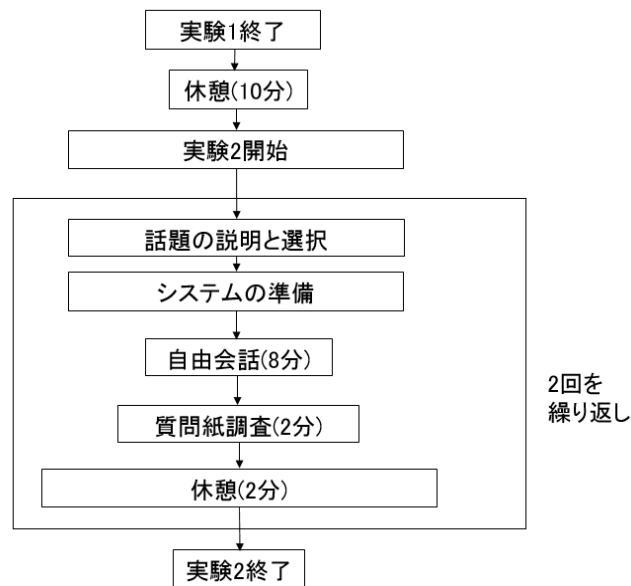 実験1終了
休憩(10分)
実験2開始
話題の説明と選択
システムの準備
自由会話(8分)
質問紙調査(2分)
休憩(2分)
2回を
繰り返し
実験2終了